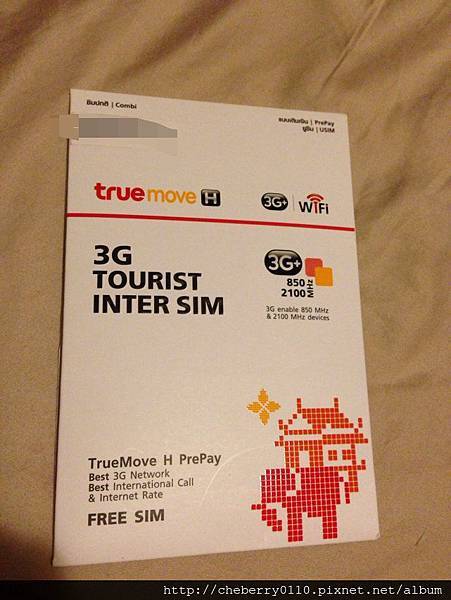 ซิมปกติ | Combi
แบบเติมเงิน | PrePay
ยูซิม | USIM
truemove H
3G+ | WiFi
3G
TOURIST
INTER SIM
3G+
850
2100
MHz
3G enable 850 MHz
& 2100 MHz devices
TrueMove H PrePay
Best 3G Network
Best International Call
& Internet Rate
FREE SIM
http://cheberry0110.pixnet.net/album